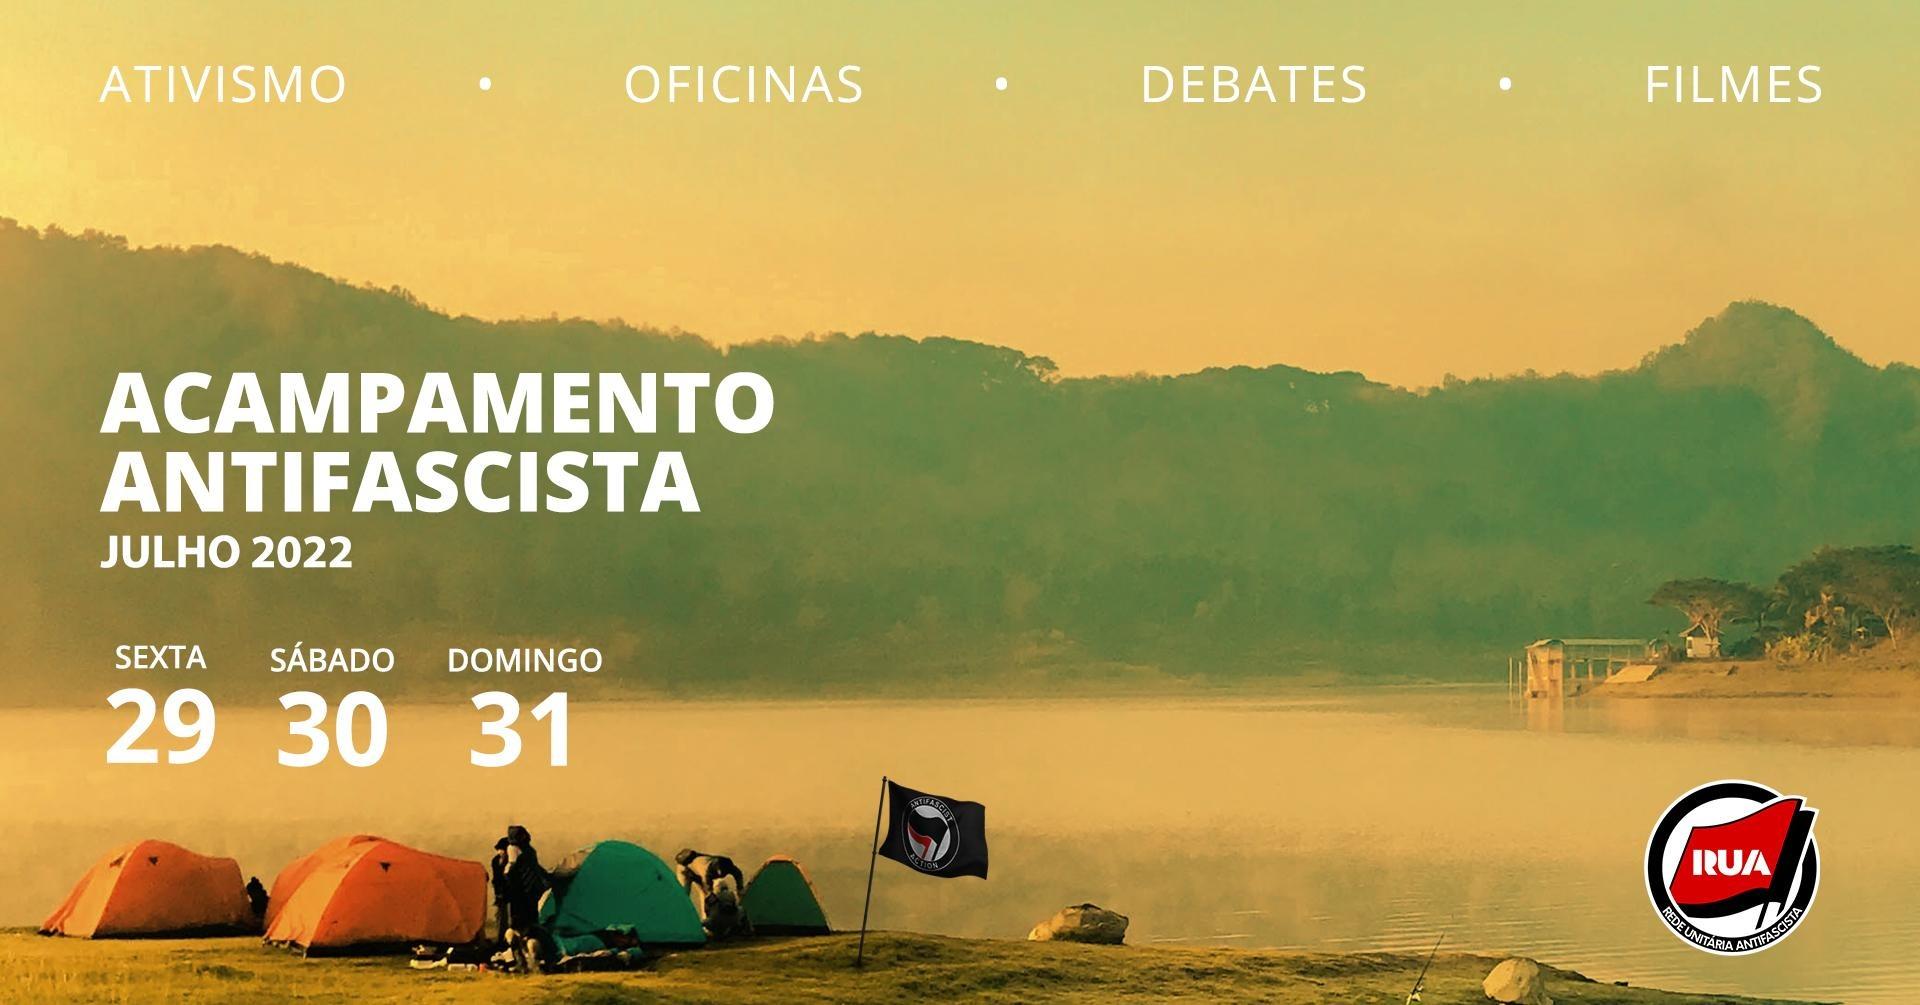 ATIVISMO • OFICINAS • DEBATES • FILMES
ACAMPAMENTO
ANTIFASCISTA
JULHO 2022
SEXTA SÁBADO DOMINGO
29 30 31
ANTIFASCIST
ACTION
RUA
REDE UNITÁRIA ANTIFASCISTA